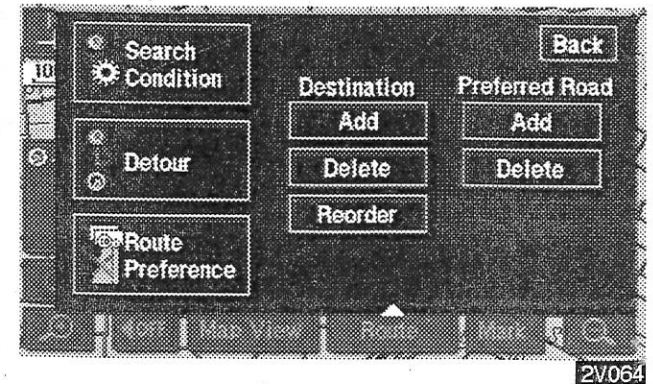 Back
Search
Condition
10
Destination
Preferred Road
Add
Add
Detour
Delete
Delete
Reorder
Route
Preference
Map View
Route
Mark
2V064